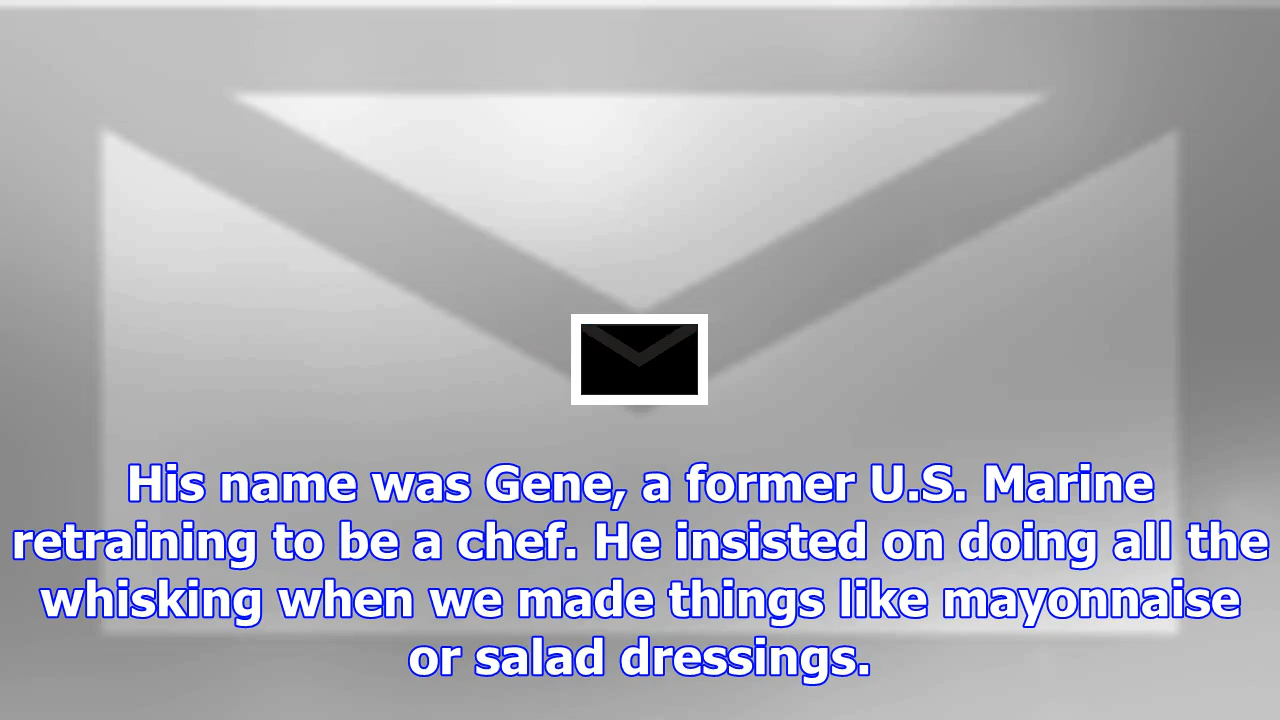 His name was Gene, a former U.S. Marine
retraining to be a chef. He insisted on doing all the
whisking when we made things like mayonnaise
or salad dressings.